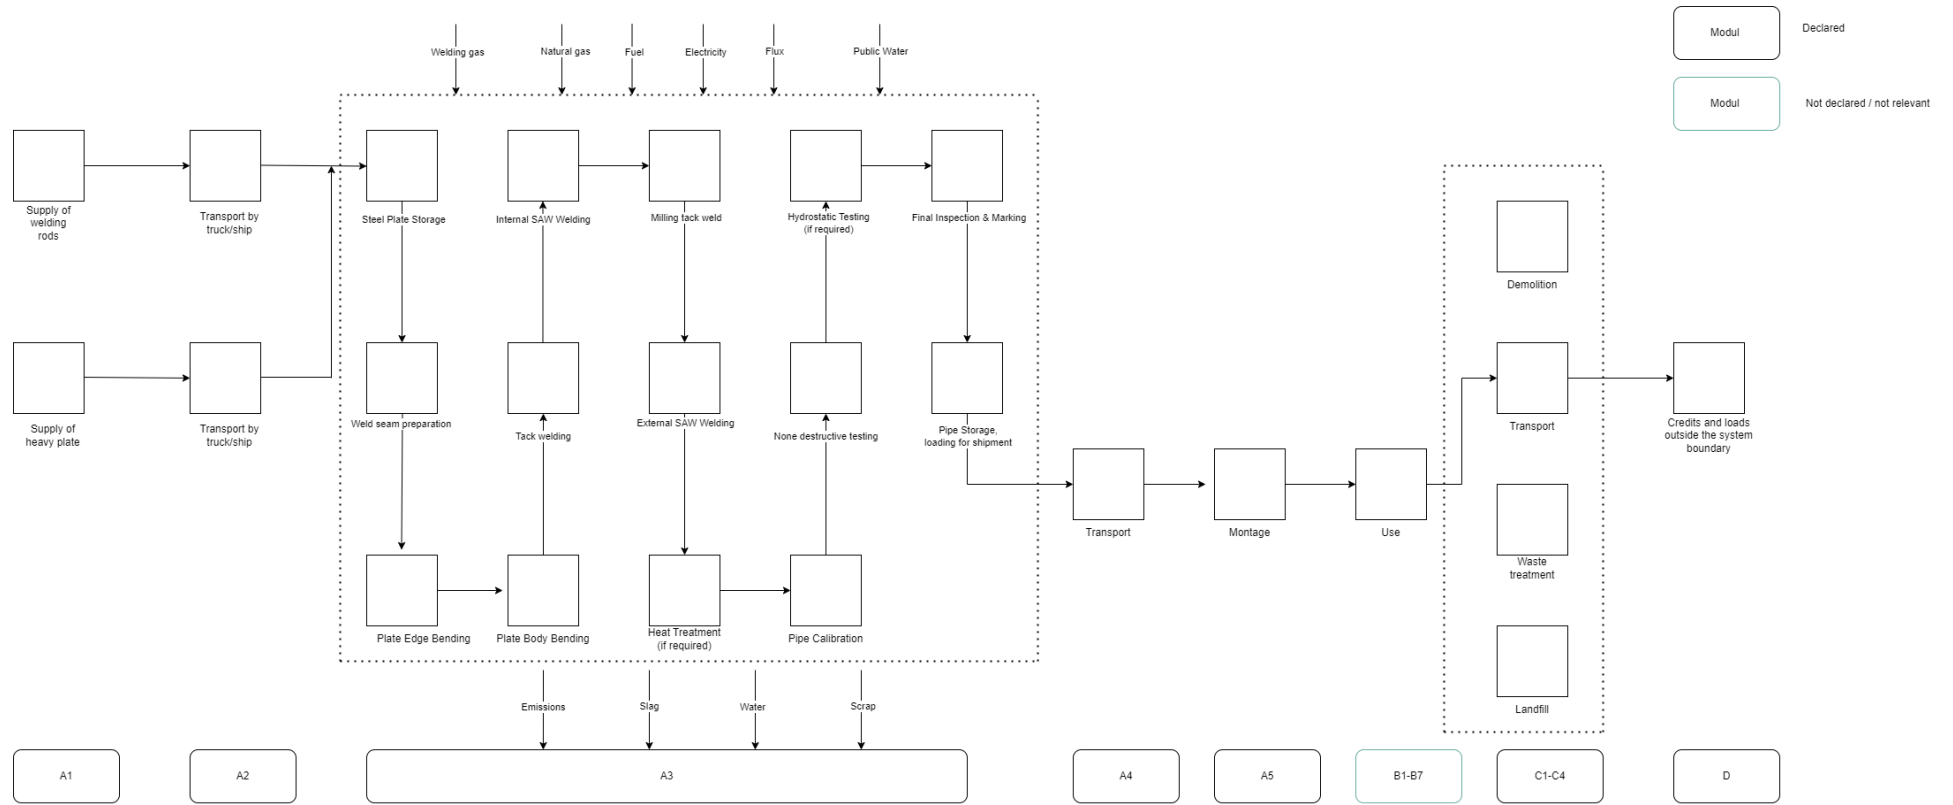 Modul
Declared
Modul
Not declared / not relevant
Welding gas
Natural gas
Fuel
Electricity
Flux
Public Water
Supply of
welding
rods
Transport by
truck/ship
Steel Plate Storage
Internal SAW Welding
Milling tack weld
Hydrostatic Testing
(if required)
Final Inspection & Marking
Demolition
Supply of
heavy plate
Transport by
truck/ship
Weld seam preparation
Tack welding
External SAW Welding
None destructive testing
Pipe Storage,
loading for shipment
Transport
Credits and loads
outside the system
boundary
Transport
Montage
Use
Waste
treatment
Plate Edge Bending
Plate Body Bending
Heat Treatment
(if required)
Pipe Calibration
Landfill
Emissions
Slag
Water
Scrap
A1
A2
A3
A4
A5
B1-B7
C1-C4
D